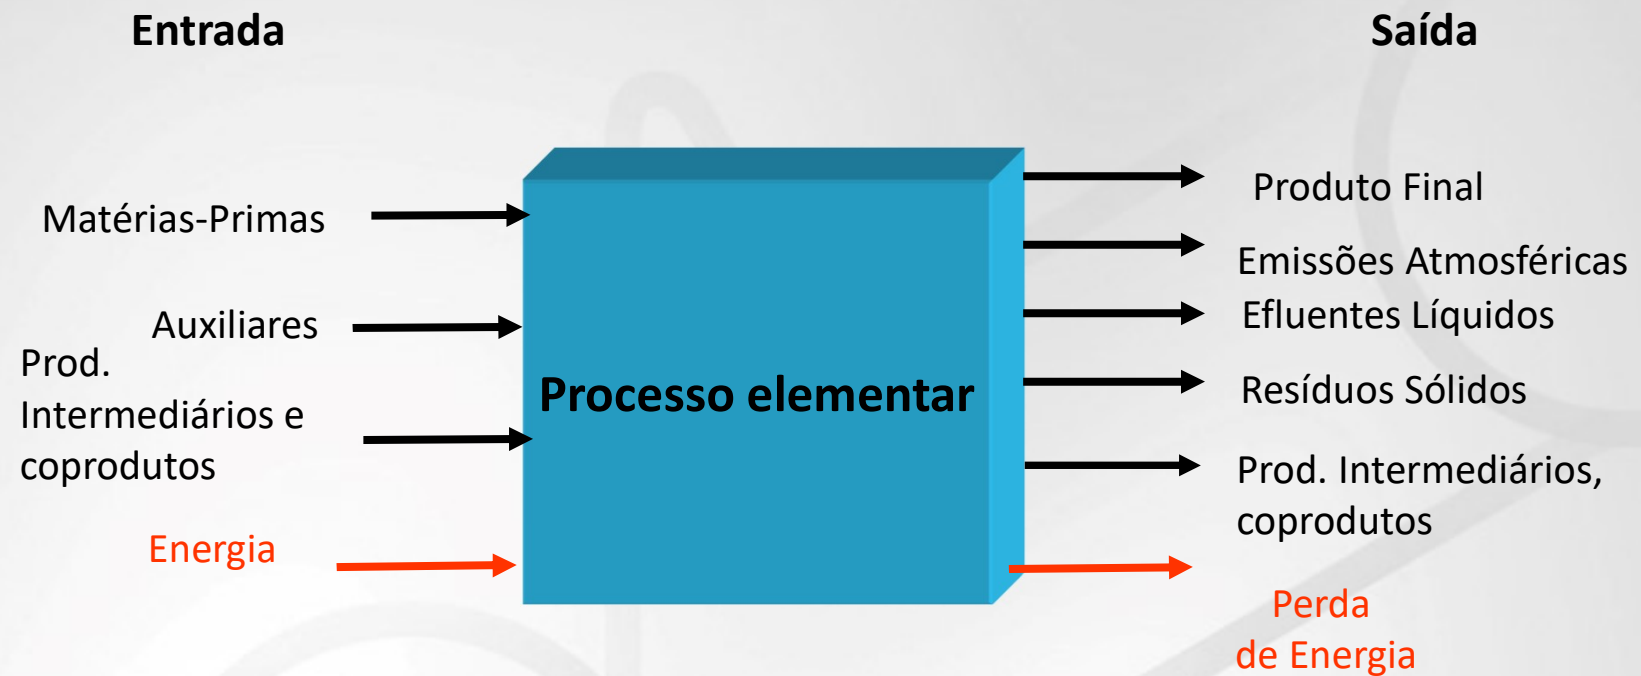 Entrada
Saída
Matérias-Primas
Auxiliares
Prod.
Intermediários e
coprodutos
Energia
Processo elementar
Produto Final
Emissões Atmosféricas
Efluentes Líquidos
Resíduos Sólidos
Prod. Intermediários,
coprodutos
Perda
de Energia